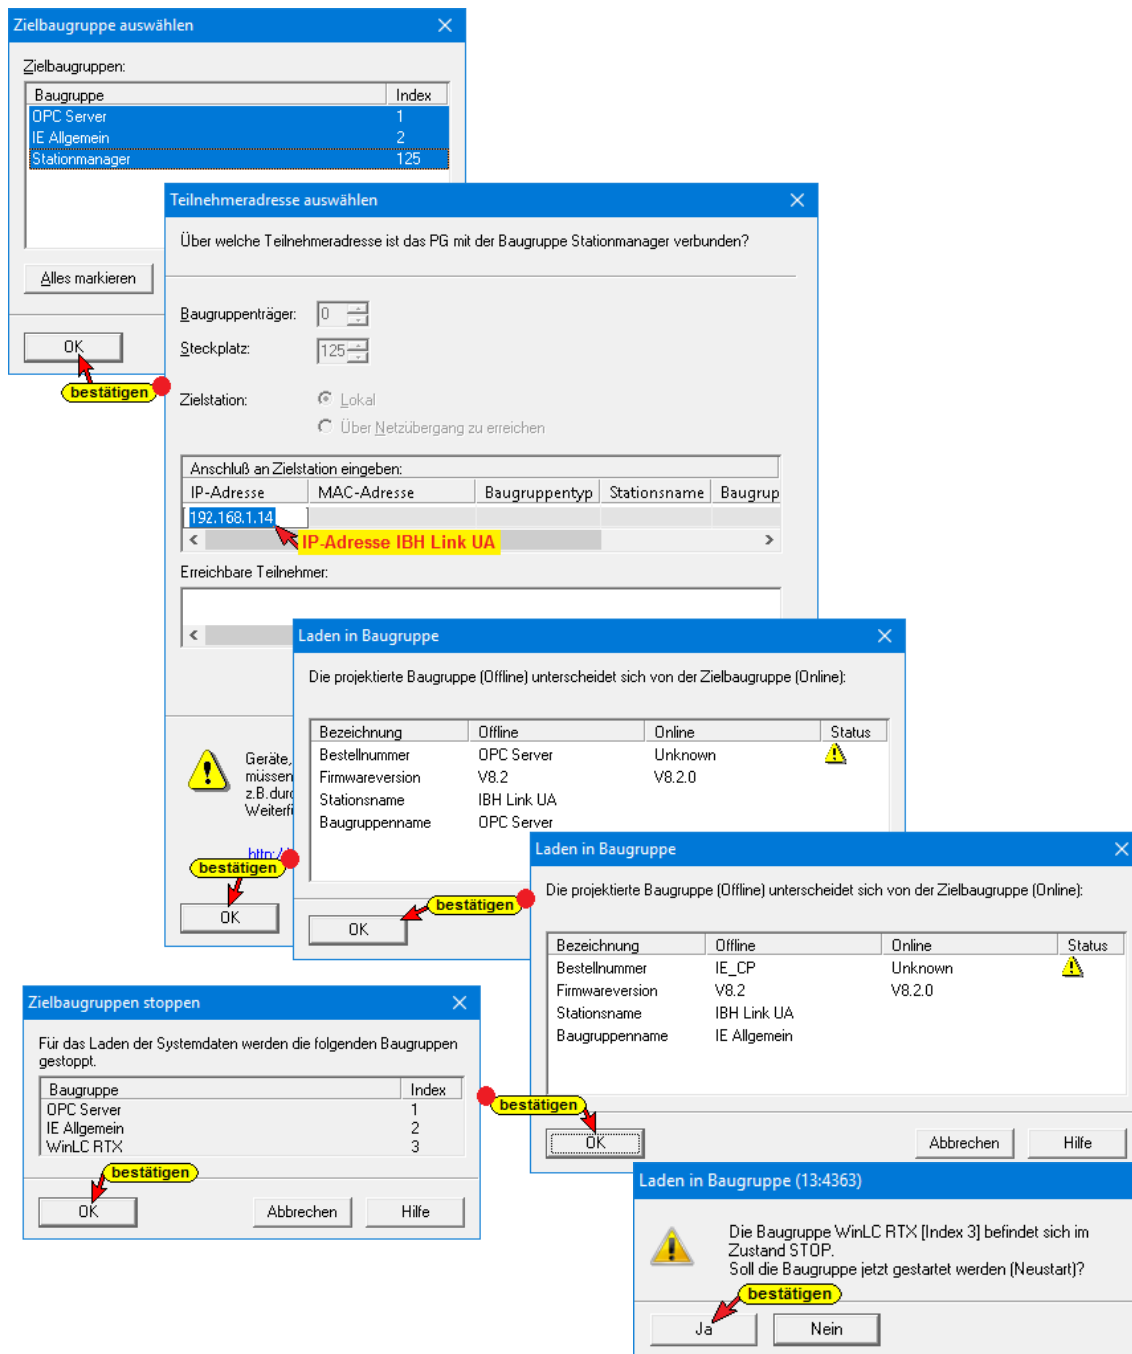 Zielbaugruppe auswählen
Zielbaugruppen:
Baugruppe Index
OPC Server 1
IE Allgemein 2
Stationmanager 125
Alles markieren
OK
bestätigen
Teilnehmeradresse auswählen
Über welche Teilnehmeradresse ist das PG mit der Baugruppe Stationmanager verbunden?
Baugruppenträger: 0
Steckplatz: 125
Zielstation: Lokal
Über Netzübergang zu erreichen
Anschluß an Zielstation eingeben:
IP-Adresse MAC-Adresse Baugruppentyp Stationsname Baugrup
192.168.1.14
IP-Adresse IBH Link UA
Erreichbare Teilnehmer:
Geräte,
müssen
z.B.durc
Weiterfi
http:/
bestätigen
OK
Laden in Baugruppe
Die projektierte Baugruppe (Offline) unterscheidet sich von der Zielbaugruppe (Online):
Bezeichnung Offline Online Status
Bestellnummer OPC Server Unknown
Firmwareversion V8.2 V8.2.0
Stationsname IBH Link UA
Baugruppenname OPC Server
bestätigen
OK
Laden in Baugruppe
Die projektierte Baugruppe (Offline) unterscheidet sich von der Zielbaugruppe (Online):
Bezeichnung Offline Online Status
Bestellnummer IE_CP Unknown
Firmwareversion V8.2 V8.2.0
Stationsname IBH Link UA
Baugruppenname IE Allgemein
bestätigen
OK Abbrechen Hilfe
Zielbaugruppen stoppen
Für das Laden der Systemdaten werden die folgenden Baugruppen
gestoppt.
Baugruppe Index
OPC Server 1
IE Allgemein 2
WinLC RTX 3
bestätigen
OK Abbrechen Hilfe
Laden in Baugruppe (13:4363)
Die Baugruppe WinLC RTX [Index 3] befindet sich im
Zustand STOP.
Soll die Baugruppe jetzt gestartet werden (Neustart)?
bestätigen
Ja Nein